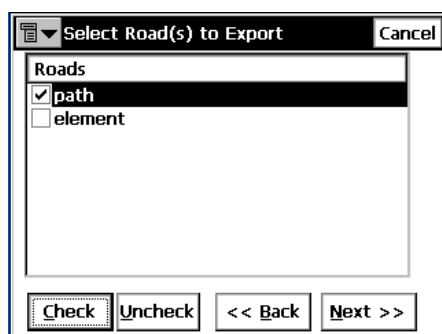 Select Road(s) to Export Cancel
Roads
path
element
Check Uncheck << Back Next >>